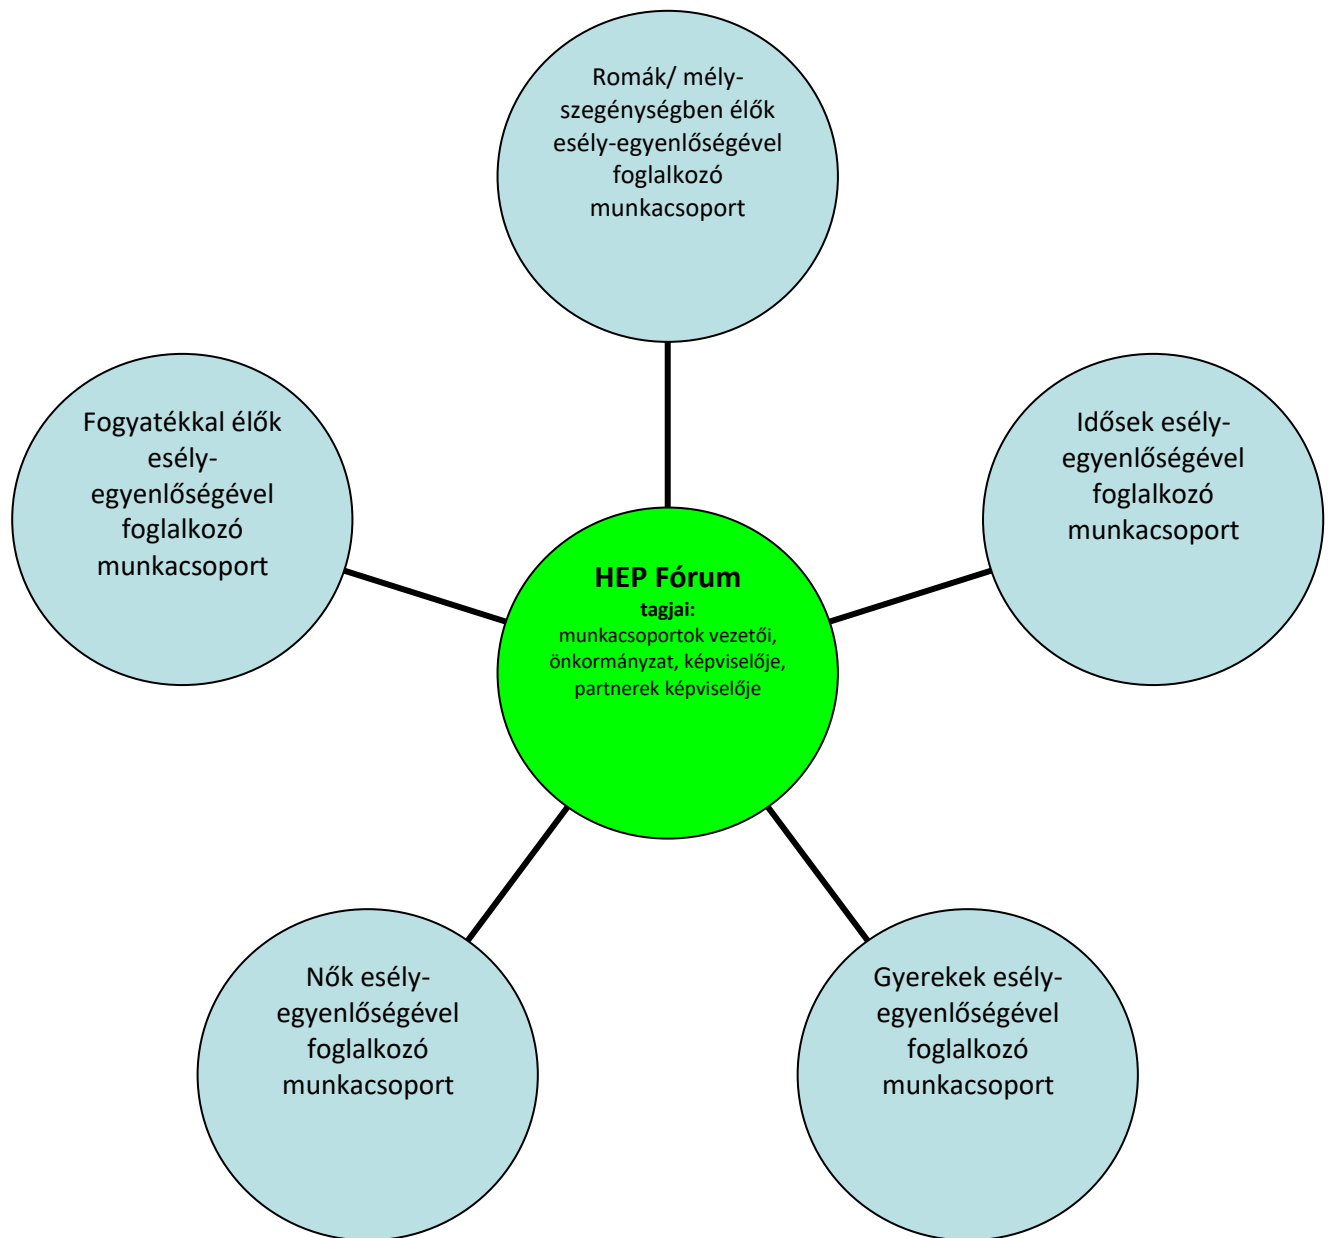 Romák/ mély-
szegénységben élők
esély-egyenlőségével
foglalkozó
munkacsoport
Fogyatékkal élők
esély-
egyenlőségével
foglalkozó
munkacsoport
Idősek esély-
egyenlőségével
foglalkozó
munkacsoport
HEP Fórum
tagjai:
munkacsoportok vezetői,
önkormányzat, képviselője,
partnerek képviselője
Nők esély-
egyenlőségével
foglalkozó
munkacsoport
Gyerekek esély-
egyenlőségével
foglalkozó
munkacsoport